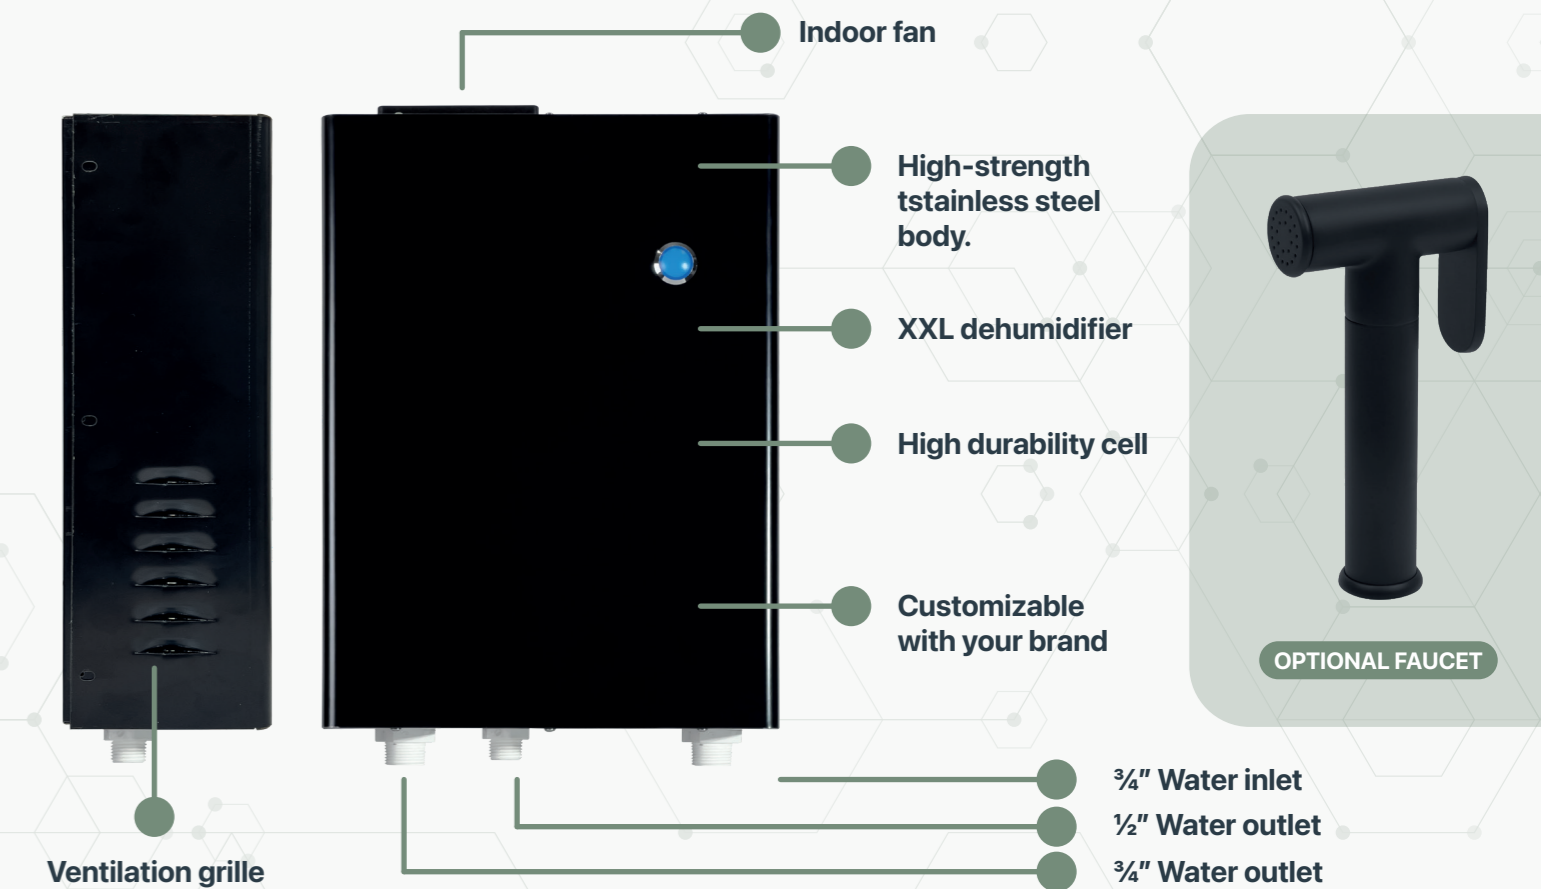 Indoor fan
High-strength
tstainless steel
body.
XXL dehumidifier
High durability cell
Customizable
with your brand
OPTIONAL FAUCET
¾” Water inlet
½” Water outlet
¾” Water outlet
Ventilation grille